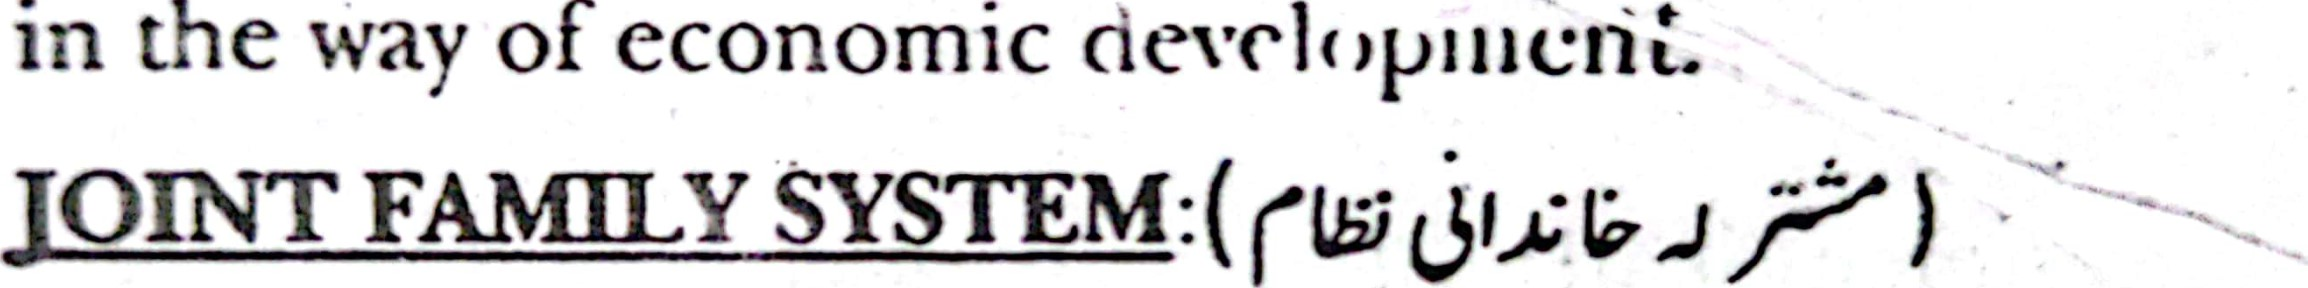 in the way of economic development.
JOINT FAMILY SYSTEM:(مشترکہ خاندانی نظام)